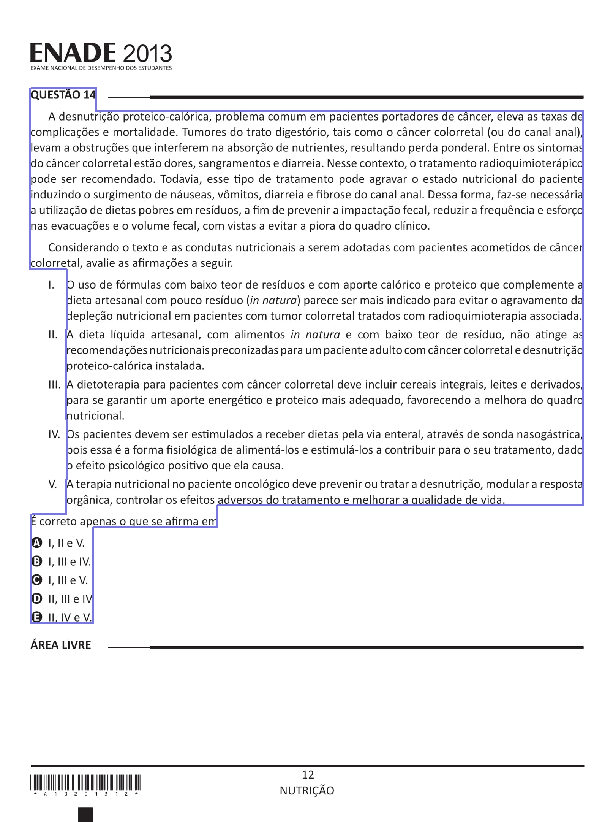 ENADE 2013
EXAME NACIONAL DE DESEMPENHO DOS ESTUDANTES
QUESTÃO 14
A desnutrição proteico-calórica, problema comum em pacientes portadores de câncer, eleva as taxas de
complicações e mortalidade. Tumores do trato digestório, tais como o câncer colorretal (ou do canal anal),
levam a obstruções que interferem na absorção de nutrientes, resultando perda ponderal. Entre os sintomas
do câncer colorretal estão dores, sangramentos e diarreia. Nesse contexto, o tratamento radioquimioterápico
pode ser recomendado. Todavia, esse tipo de tratamento pode agravar o estado nutricional do paciente
induzindo o surgimento de náuseas, vômitos, diarreia e fibrose do canal anal. Dessa forma, faz-se necessária
a utilização de dietas pobres em resíduos, a fim de prevenir a impactação fecal, reduzir a frequência e esforço
nas evacuações e o volume fecal, com vistas a evitar a piora do quadro clínico.
Considerando o texto e as condutas nutricionais a serem adotadas com pacientes acometidos de câncer
colorretal, avalie as afirmações a seguir.
I. O uso de fórmulas com baixo teor de resíduos e com aporte calórico e proteico que complemente a
dieta artesanal com pouco resíduo (in natura) parece ser mais indicado para evitar o agravamento da
depleção nutricional em pacientes com tumor colorretal tratados com radioquimioterapia associada.
II. A dieta líquida artesanal, com alimentos in natura e com baixo teor de resíduo, não atinge as
recomendações nutricionais preconizadas para um paciente adulto com câncer colorretal e desnutrição
proteico-calórica instalada.
III. A dietoterapia para pacientes com câncer colorretal deve incluir cereais integrais, leites e derivados,
para se garantir um aporte energético e proteico mais adequado, favorecendo a melhora do quadro
nutricional.
IV. Os pacientes devem ser estimulados a receber dietas pela via enteral, através de sonda nasogástrica,
pois essa é a forma fisiológica de alimentá-los e estimulá-los a contribuir para o seu tratamento, dado
o efeito psicológico positivo que ela causa.
V. A terapia nutricional no paciente oncológico deve prevenir ou tratar a desnutrição, modular a resposta
orgânica, controlar os efeitos adversos do tratamento e melhorar a qualidade de vida.
É correto apenas o que se afirma em
A I, II e V.
B I, III e IV.
C I, III e V.
D II, III e IV
E II, IV e V.
ÁREA LIVRE
12
NUTRIÇÃO